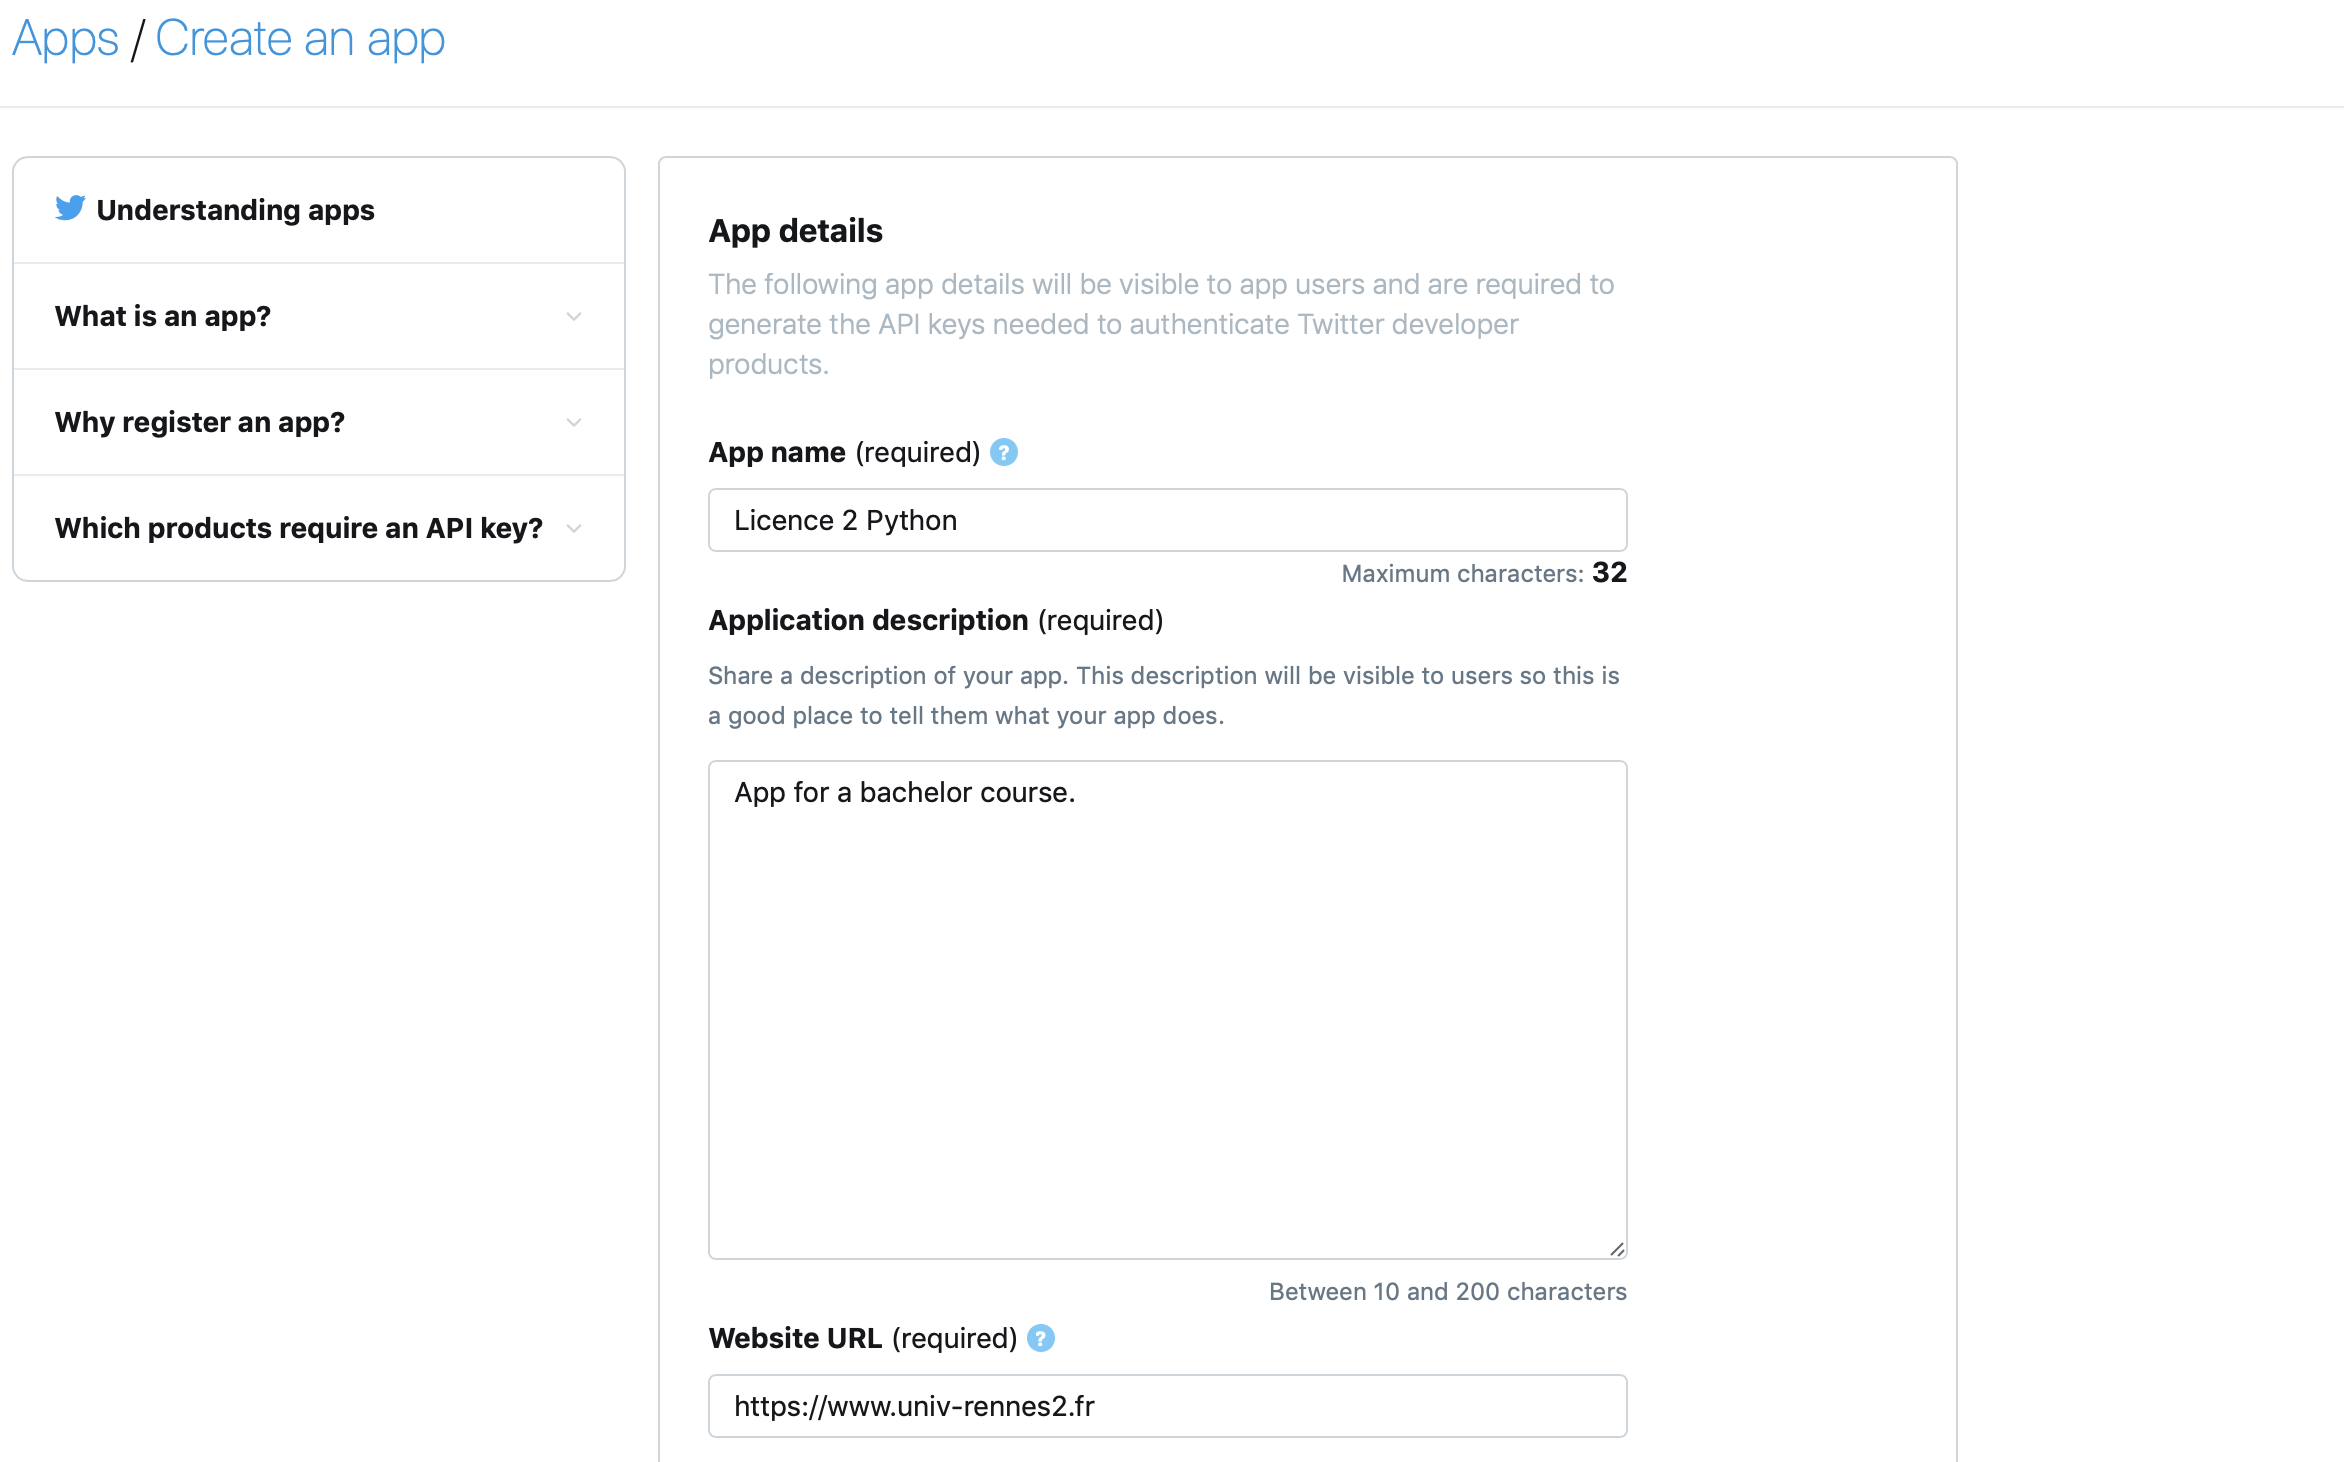 Apps / Create an app
Understanding apps
What is an app?
Why register an app?
Which products require an API key?
App details
The following app details will be visible to app users and are required to
generate the API keys needed to authenticate Twitter developer
products.
App name (required) ?
Licence 2 Python
Maximum characters: 32
Application description (required)
Share a description of your app. This description will be visible to users so this is
a good place to tell them what your app does.
App for a bachelor course.
Between 10 and 200 characters
Website URL (required) ?
https://www.univ-rennes2.fr